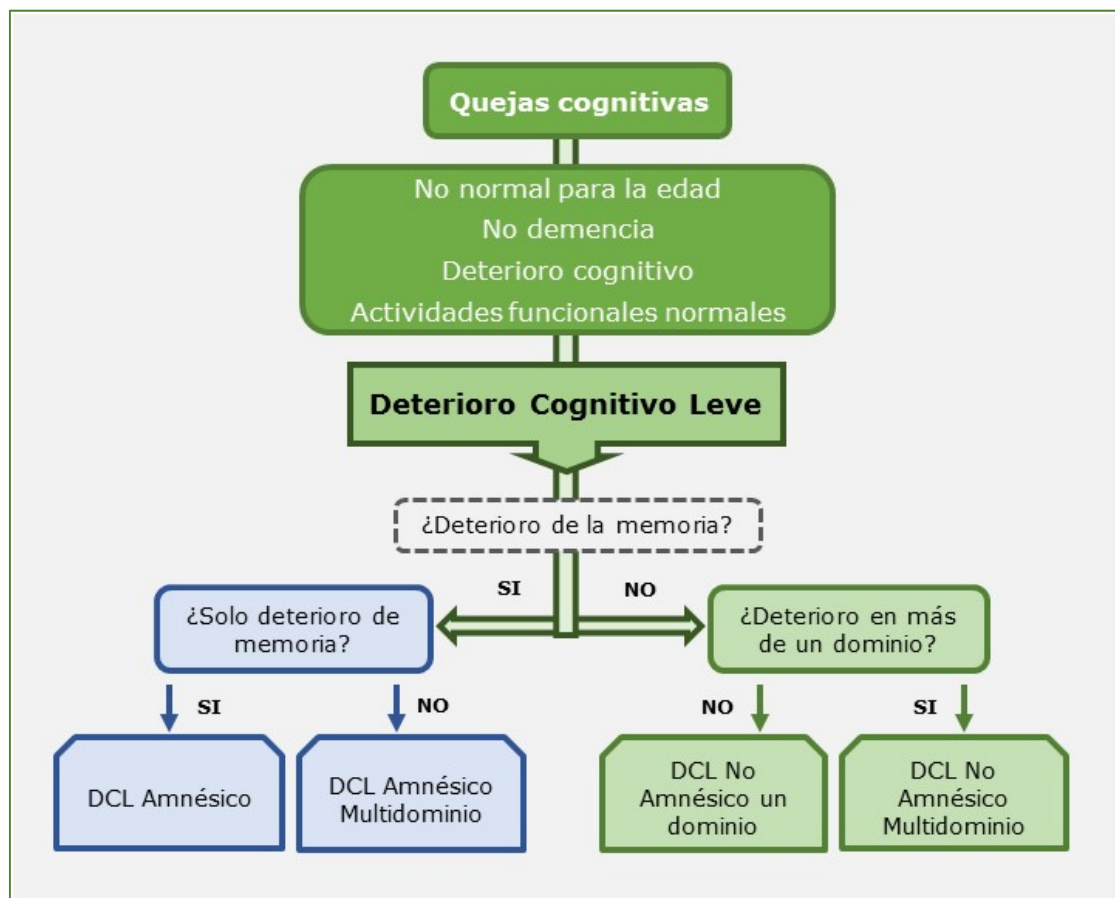 Quejas cognitivas
No normal para la edad
No demencia
Deterioro cognitivo
Actividades funcionales normales
Deterioro Cognitivo Leve
¿Deterioro de la memoria?
SI
NO
¿Solo deterioro de
memoria?
¿Deterioro en más
de un dominio?
SI
NO
NO
SI
DCL Amnésico
DCL Amnésico
Multidominio
DCL No
Amnésico un
dominio
DCL No
Amnésico
Multidominio